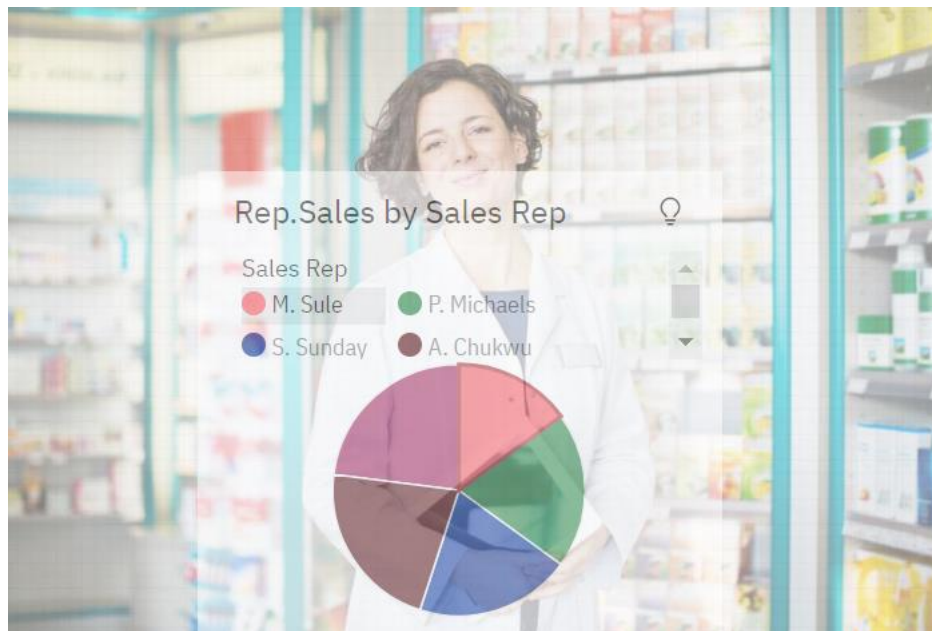 Rep.Sales by Sales Rep
Sales Rep
M. Sule P. Michaels
S. Sunday A. Chukwu